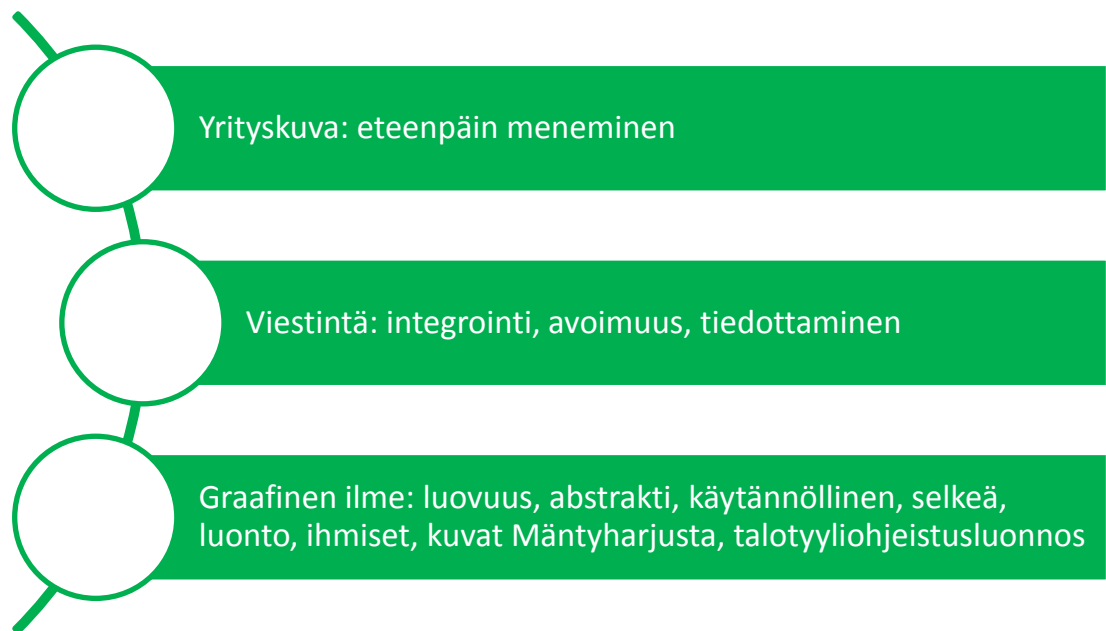 Yrityskuva: eteenpäin meneminen
Viestintä: integrointi, avoimuus, tiedottaminen
Graafinen ilme: luovuus, abstrakti, käytännöllinen, selkeä,
luonto, ihmiset, kuvat Mäntyharjusta, talotyyliohjeistusluonnos